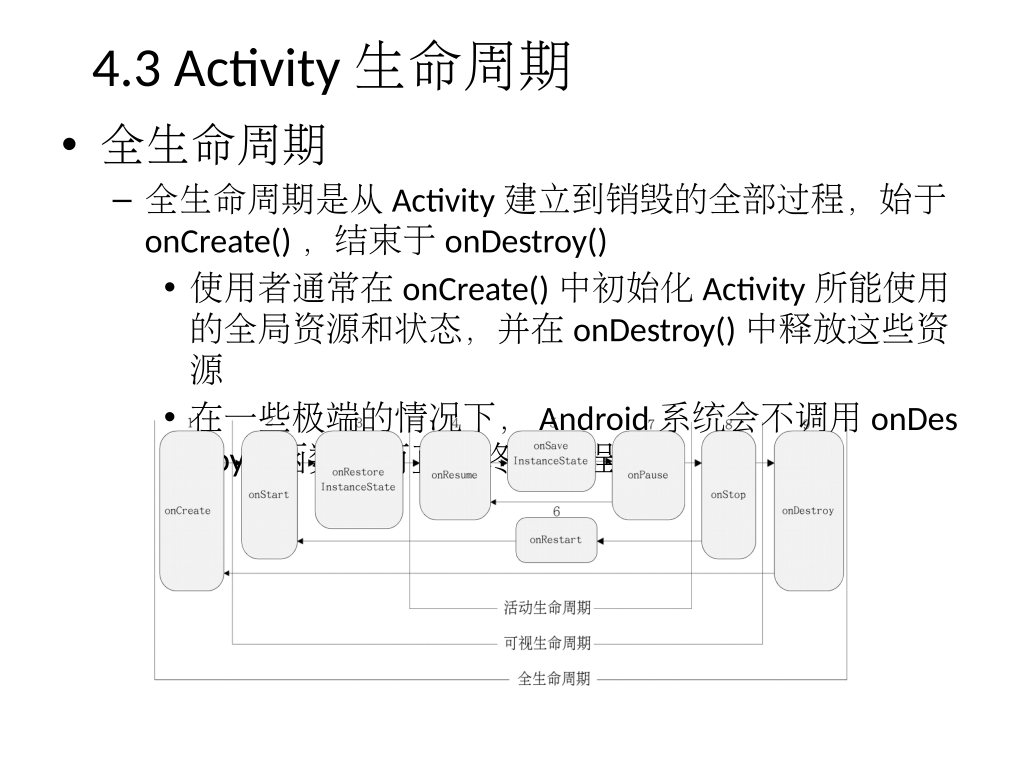 4.3 Activity 生命周期
• 全生命周期
– 全生命周期是从 Activity 建立到销毁的全部过程，始于
onCreate() ，结束于 onDestroy()
• 使用者通常在 onCreate() 中初始化 Activity 所能使用
的全局资源和状态，并在 onDestroy() 中释放这些资
源
• 在一些极端的情况下， Android 系统会不调用 onDes
1 3 4 5 7 8 9
onSave
InstanceState
onRestore
InstanceState
onResume
onPause
onStart
onStop
onCreate
onDestroy
6
onRestart
活动生命周期
可视生命周期
全生命周期